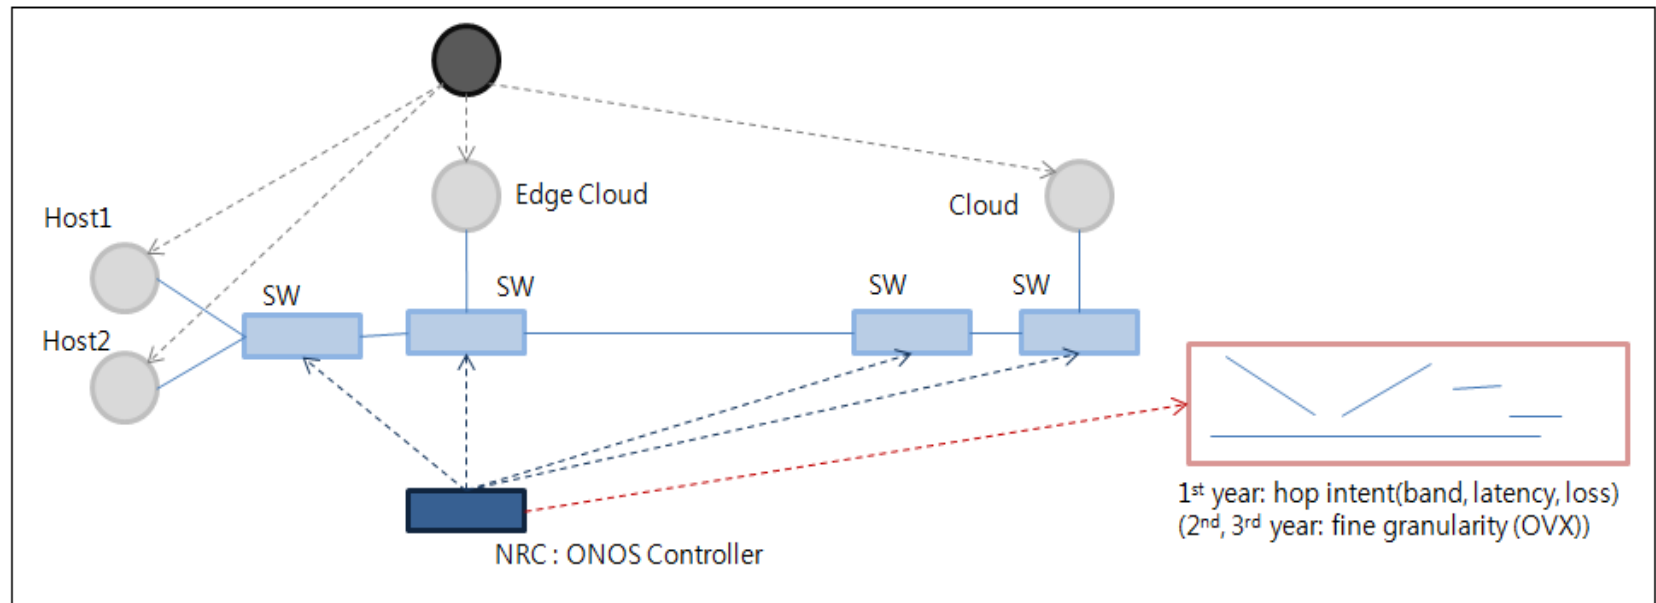 Edge Cloud
Cloud
Host1
SW
SW
SW
SW
Host2
1st year: hop intent(band, latency, loss)
(2nd, 3rd year: fine granularity (OVX))
NRC : ONOS Controller